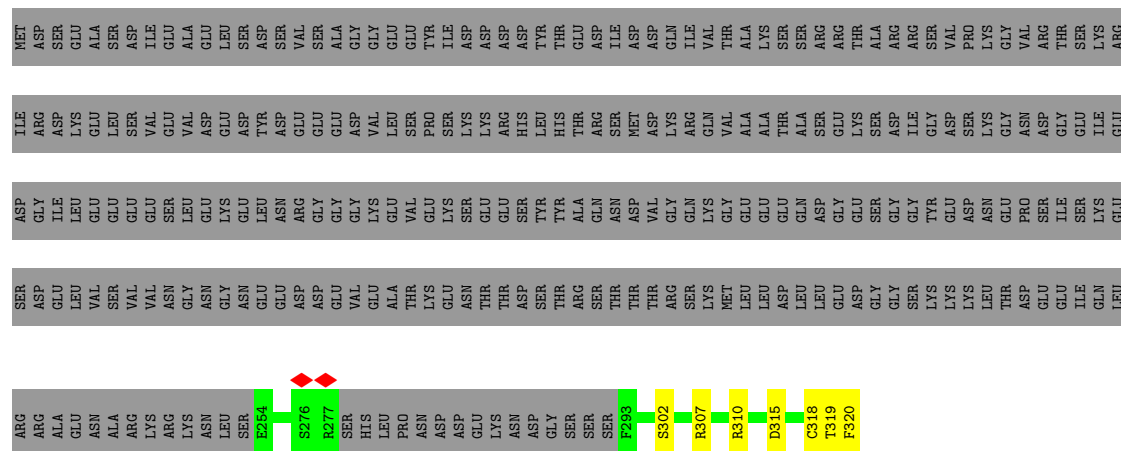 MET ASP SER GLU ALA SER ASP ILE GLU ALA GLU LEU SER ASP SER VAL SER ALA GLY GLY GLU GLU TYR ILE ASP ASP ASP ASP TYR THR GLU ASP ILE ASP ASP GLN ILE VAL THR ALA LYS SER SER ARG ARG THR ALA ARG ARG SER VAL PRO LYS GLY VAL ARG THR SER LYS ARG
ILE ARG ASP LYS GLU LEU SER VAL GLU VAL ASP GLU ASP TYR ASP GLU GLU GLU ASP VAL LEU SER PRO SER LYS LYS ARG HIS LEU HIS THR ARG SER MET ASP LYS ARG GLN VAL ALA ALA THR ALA SER GLU LYS SER ASP ILE GLY ASP SER LYS GLY ASN ASP GLY GLU ILE GLU
ASP GLY ILE LEU GLU GLU GLU GLU SER LEU GLU LYS GLU LEU ASN ARG GLY GLY GLY LYS GLU VAL GLU LYS SER GLU GLU SER TYR TYR ALA GLN ASN ASP VAL GLY GLN LYS GLY GLU GLU GLU GLN ASP GLY GLU SER GLY GLY TYR GLU ASP ASN GLU PRO SER ILE SER LYS GLU
SER ASP GLU LEU VAL SER VAL VAL ASN GLY ASN GLY ASN GLU GLU ASP ASP GLU VAL GLU ALA THR LYS GLU ASN THR THR ASP SER THR ARG SER THR THR THR ARG SER LYS MET LEU LEU ASP LEU LEU GLU ASP GLY GLY SER LYS LYS LYS LEU THR ASP GLU GLU ILE GLN LEU
ARG ARG ALA GLU ASN ALA ARG LYS ARG LYS ASN LEU SER E254 S276 R277 SER HIS LEU PRO ASN ASP ASP GLU LYS ASN ASP GLY SER SER SER F293 S302 R307 R310 D315 C318 T319 F320